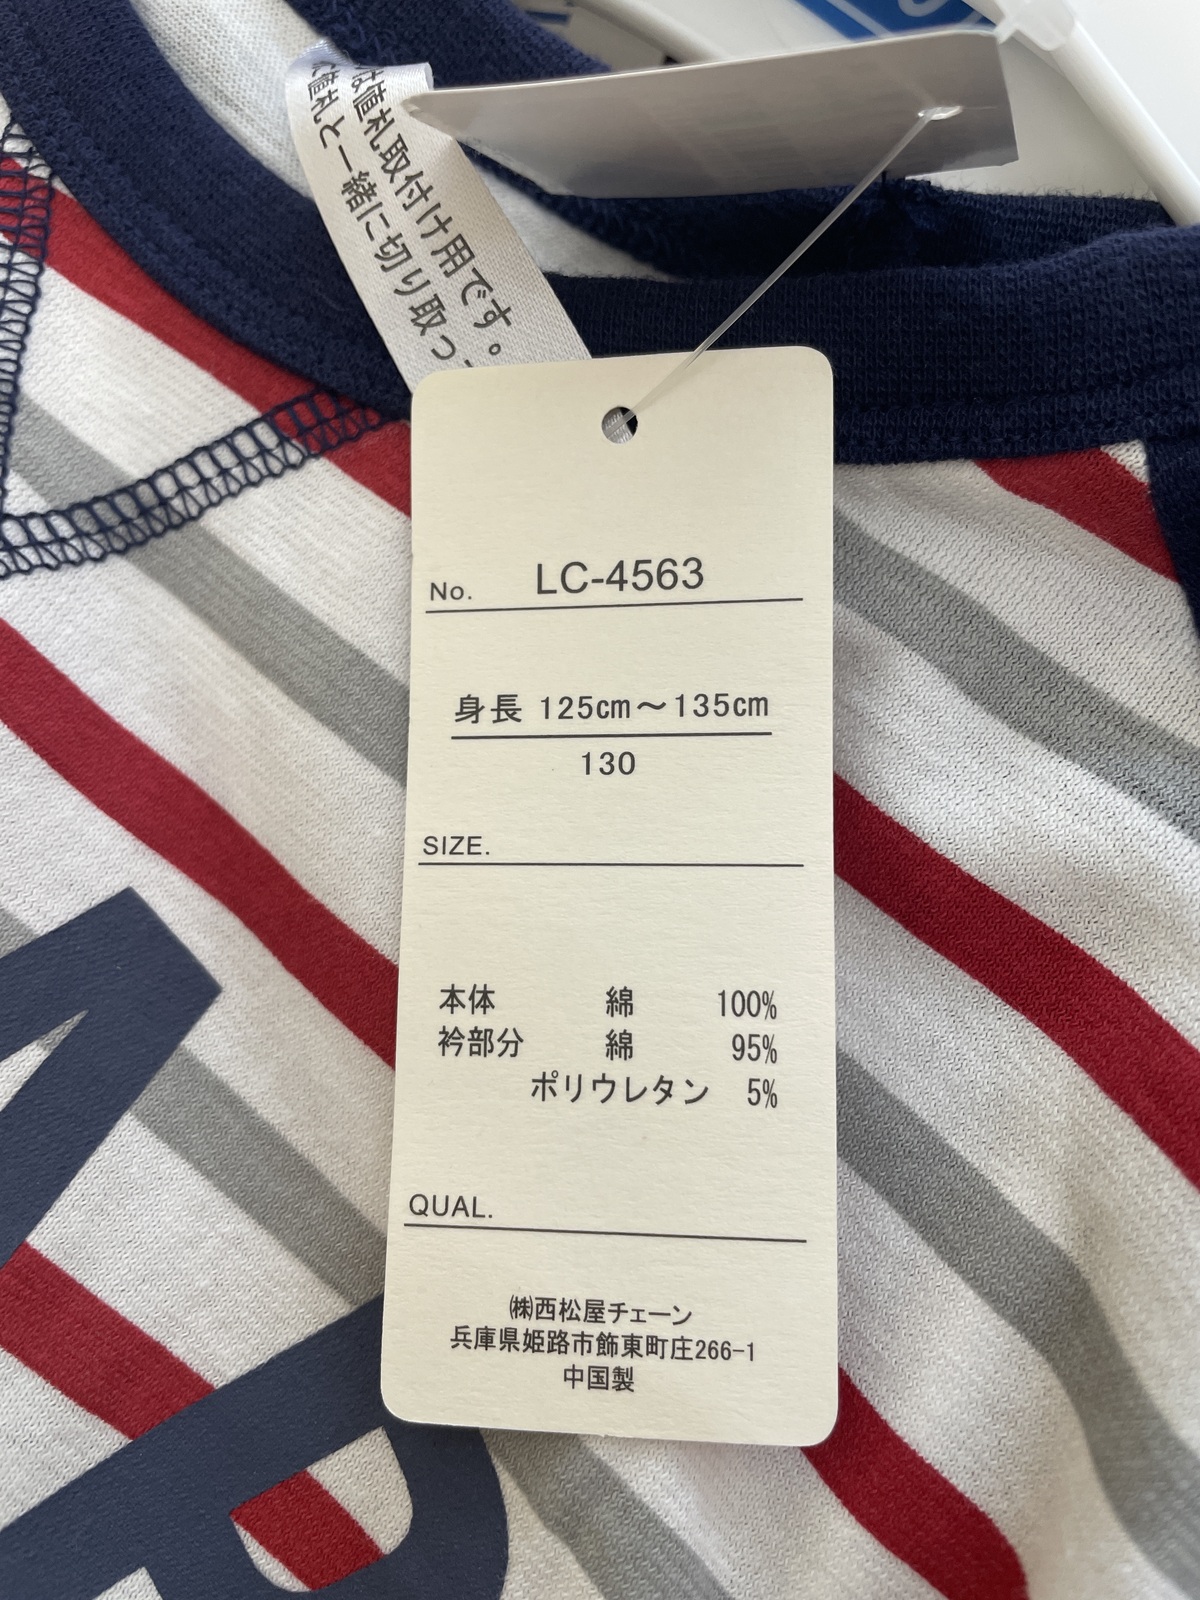 は値札取付け用です。
値札と一緒に切り取っ
No. LC-4563
身長 125cm～135cm
130
SIZE.
本体 綿 100%
衿部分 綿 95%
ポリウレタン 5%
QUAL.
㈱西松屋チェーン
兵庫県姫路市飾東町庄266-1
中国製